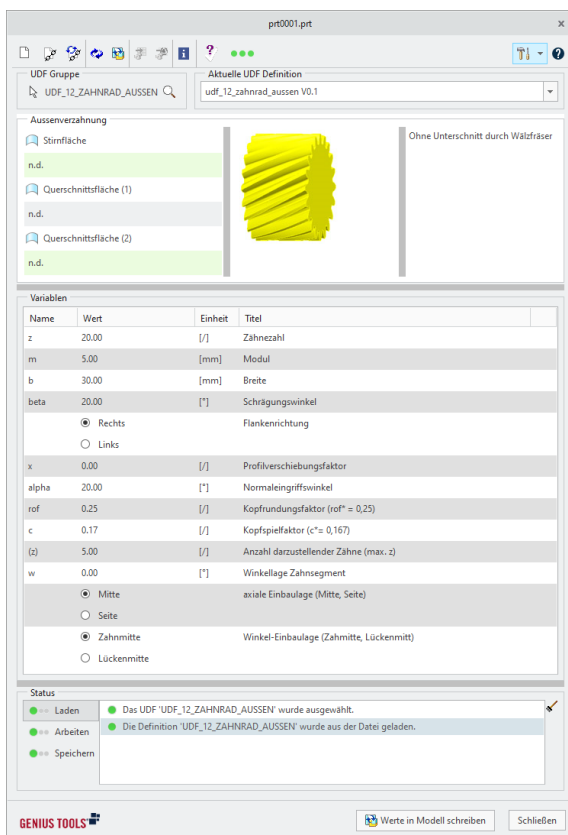 prt0001.prt
UDF Gruppe
Aktuelle UDF Definition
UDF_12_ZAHNRAD_AUSSEN
udf_12_zahnrad_aussen V0.1
Aussenverzahnung
Stirnfläche
n.d.
Querschnittsfläche (1)
n.d.
Querschnittsfläche (2)
n.d.
Ohne Unterschnitt durch Wälzfräser
Variablen
Name Wert Einheit Titel
z 20.00 [/] Zähnezahl
m 5.00 [mm] Modul
b 30.00 [mm] Breite
beta 20.00 [°] Schrägungswinkel
Rechts Flankenrichtung
Links
x 0.00 [/] Profilverschiebungsfaktor
alpha 20.00 [°] Normaleingriffswinkel
rof 0.25 [/] Kopfrundungsfaktor (rof* = 0,25)
c 0.17 [/] Kopfspielfaktor (c*= 0,167)
(z) 5.00 [/] Anzahl darzustellender Zähne (max. z)
w 0.00 [°] Winkellage Zahnsegment
Mitte axiale Einbaulage (Mitte, Seite)
Seite
Zahnmitte Winkel-Einbaulage (Zahmitte, Lückenmitt)
Lückenmitte
Status
Laden
Arbeiten
Speichern
Das UDF 'UDF_12_ZAHNRAD_AUSSEN' wurde ausgewählt.
Die Definition 'UDF_12_ZAHNRAD_AUSSEN' wurde aus der Datei geladen.
GENIUS TOOLS
Werte in Modell schreiben
Schließen